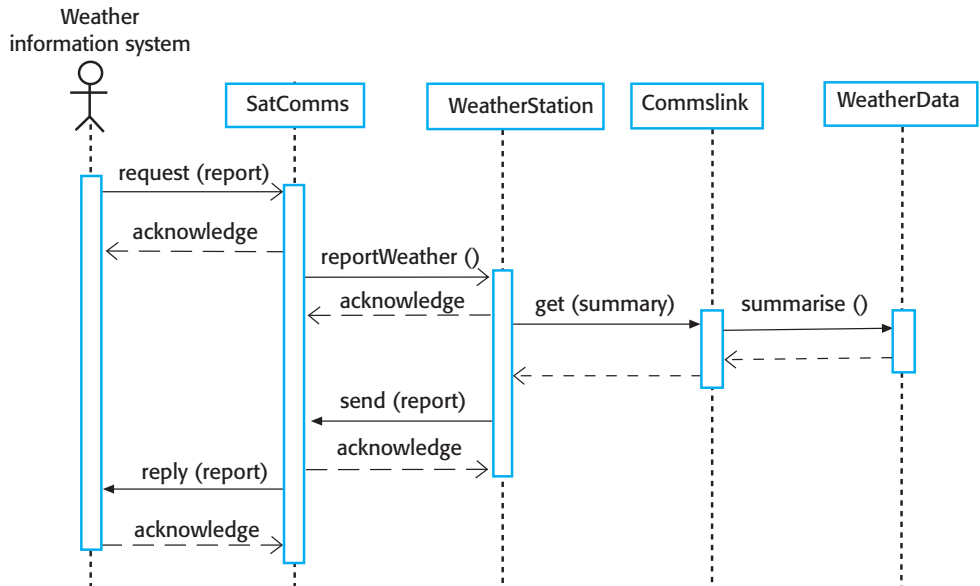 Weather
information system
SatComms
WeatherStation
Commslink
WeatherData
request (report)
acknowledge
reportWeather ()
acknowledge
get (summary)
summarise ()
send (report)
acknowledge
reply (report)
acknowledge